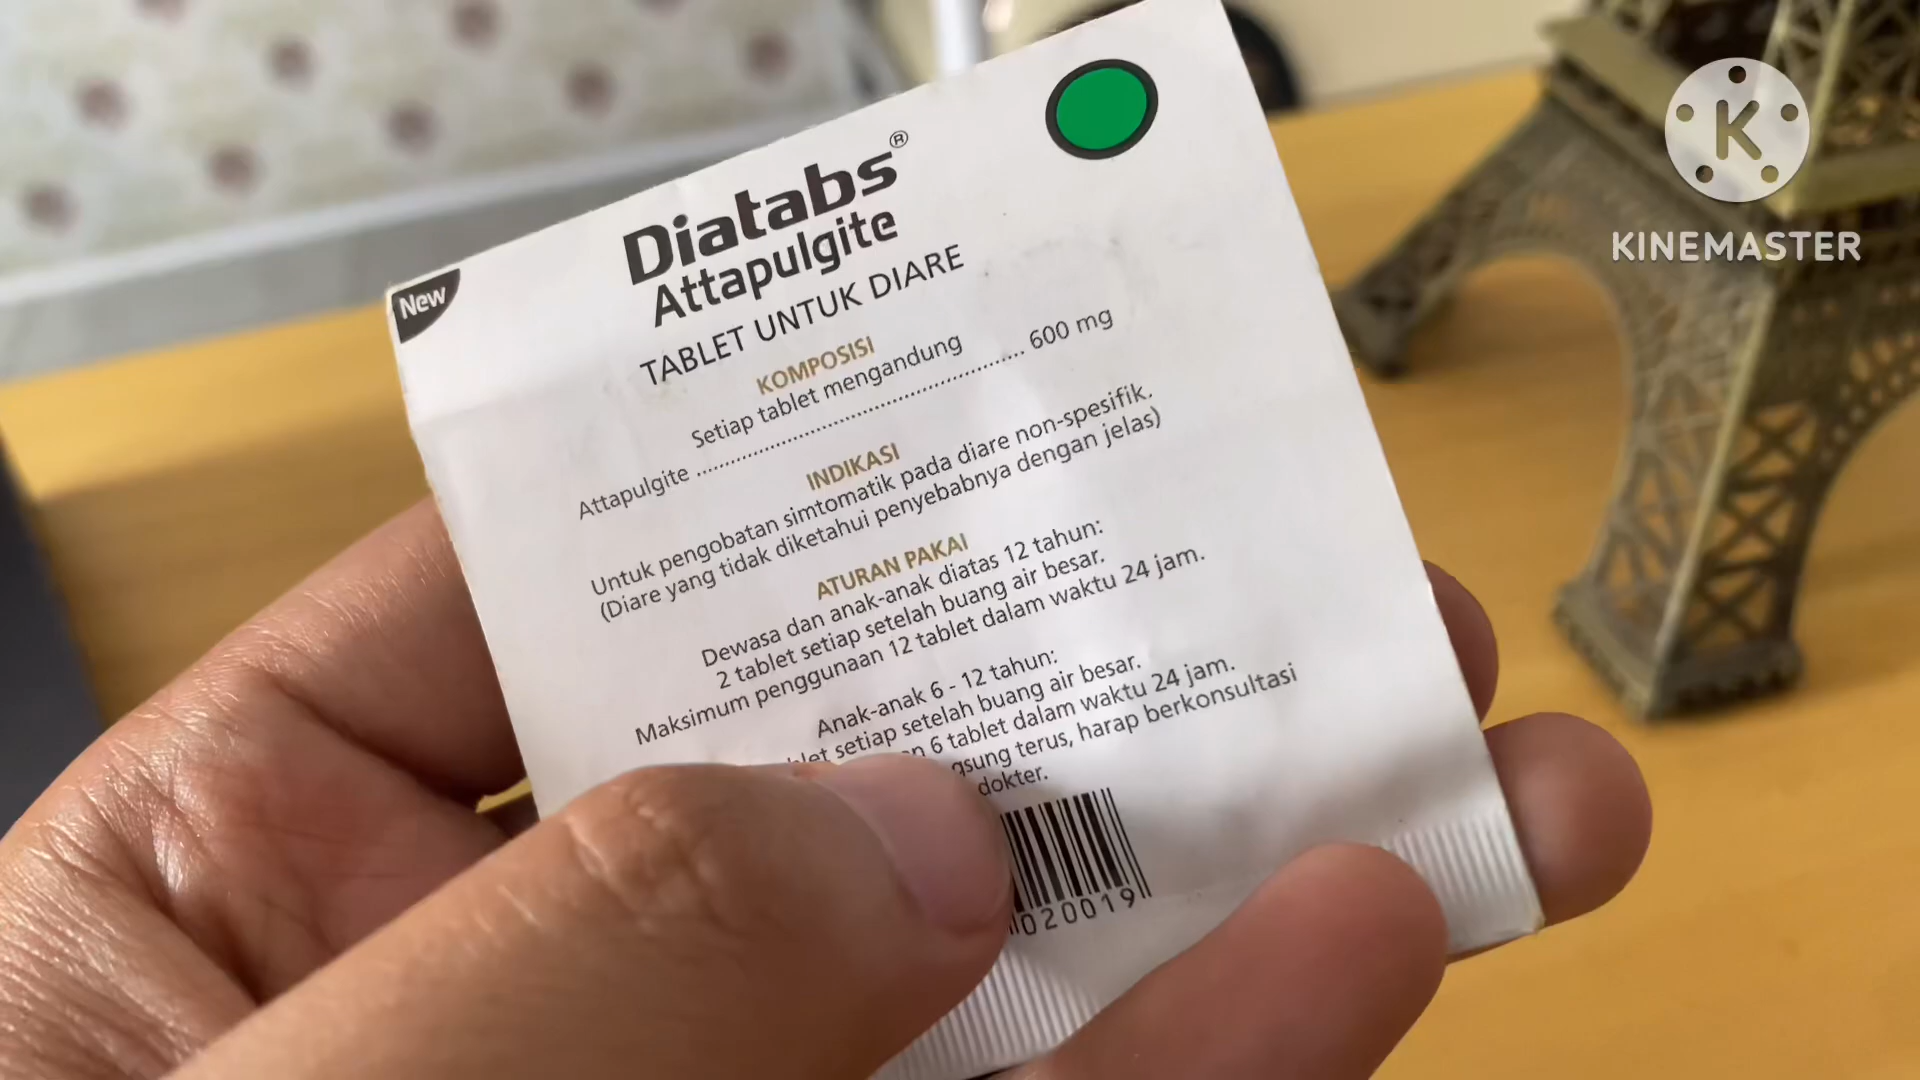 New
Diatabs®
Attapulgite
TABLET UNTUK DIARE
KOMPOSISI
Setiap tablet mengandung
Attapulgite ........................................................ 600 mg
INDIKASI
Untuk pengobatan simtomatik pada diare non-spesifik.
(Diare yang tidak diketahui penyebabnya dengan jelas)
ATURAN PAKAI
Dewasa dan anak-anak diatas 12 tahun:
2 tablet setiap setelah buang air besar.
Maksimum penggunaan 12 tablet dalam waktu 24 jam.
Anak-anak 6 - 12 tahun:
setiap setelah buang air besar.
6 tablet dalam waktu 24 jam.
terus, harap berkonsultasi
dokter.
020019
K
KINEMASTER